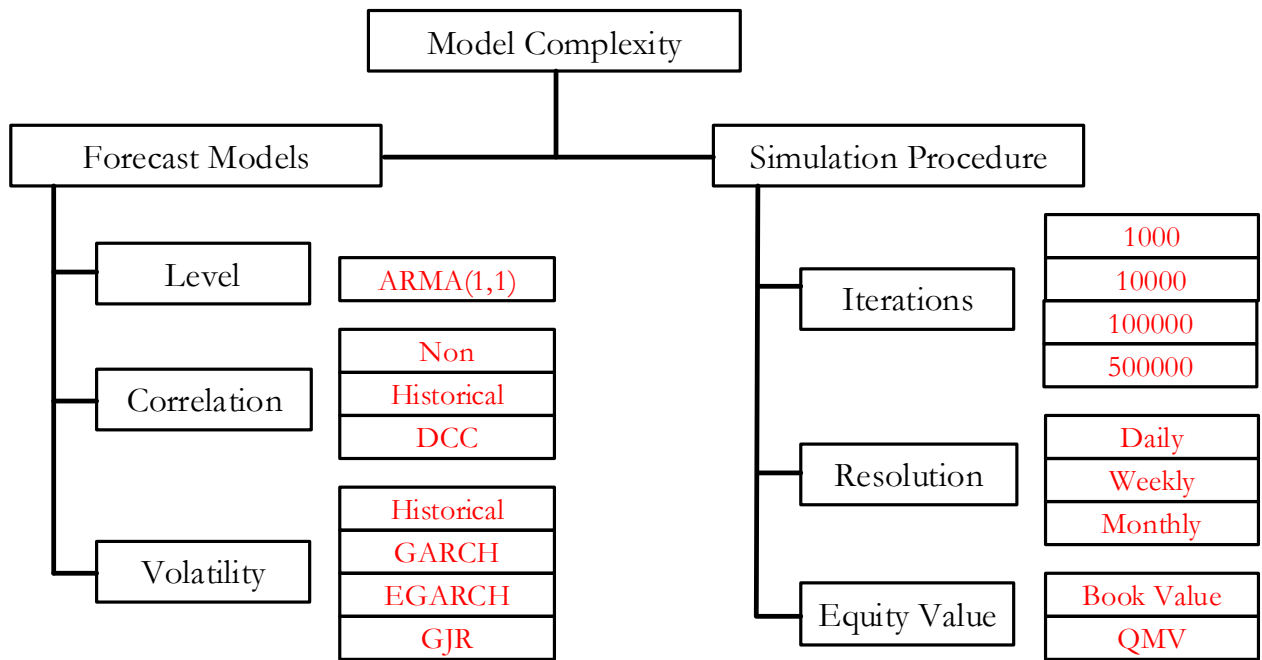 Model Complexity
Forecast Models
Level
ARMA(1,1)
Correlation
Non
Historical
DCC
Volatility
Historical
GARCH
EGARCH
GJR
Simulation Procedure
Iterations
1000
10000
100000
500000
Resolution
Daily
Weekly
Monthly
Equity Value
Book Value
QMV